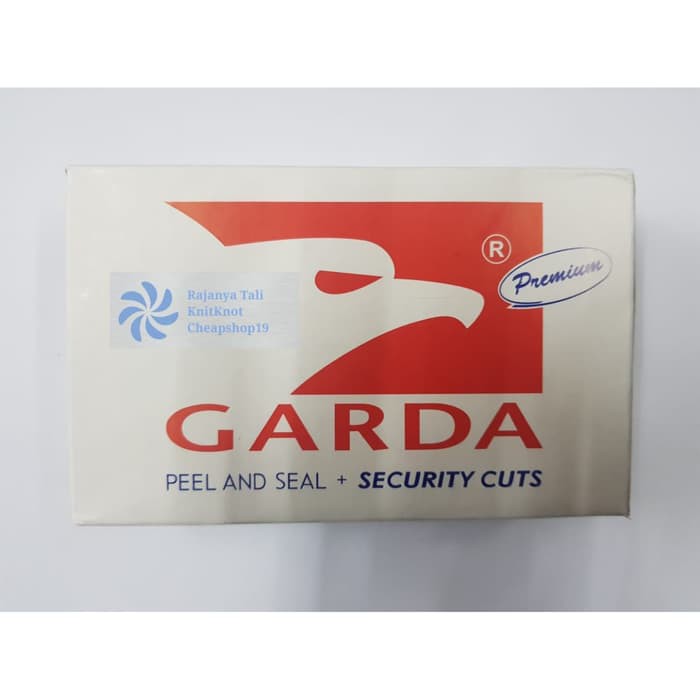 ®
Premium
Rajanya Tali
KnitKnot
Cheapshop19
GARDA
PEEL AND SEAL + SECURITY CUTS